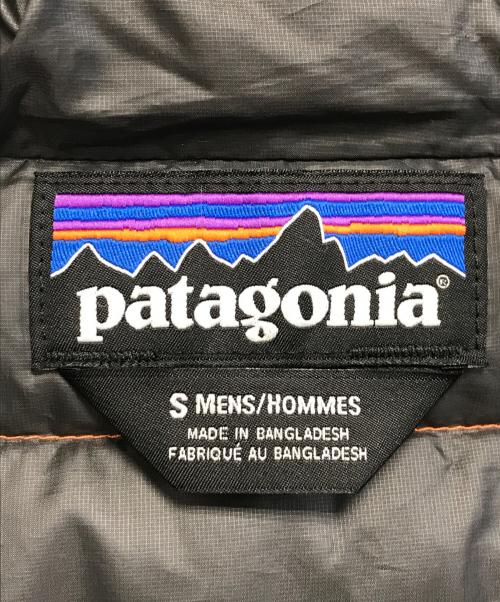 patagonia®
S MENS/HOMMES
MADE IN BANGLADESH
FABRIQUÉ AU BANGLADESH